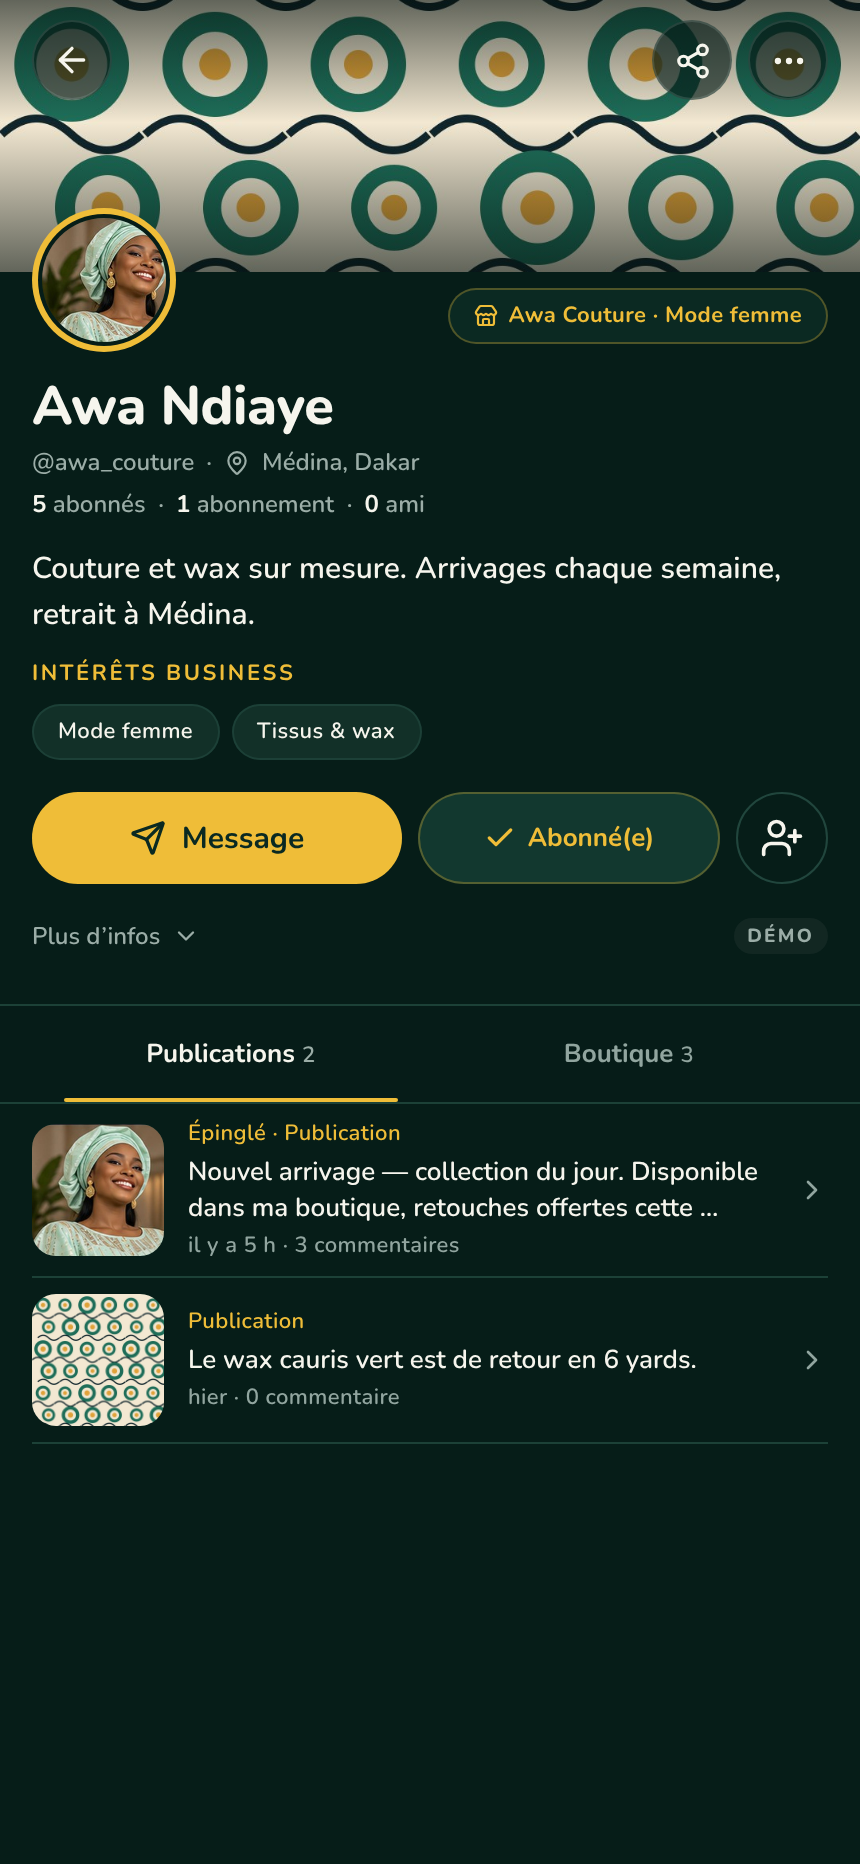 Awa Couture · Mode femme
Awa Ndiaye
@awa_couture · Médina, Dakar
5 abonnés · 1 abonnement · 0 ami
Couture et wax sur mesure. Arrivages chaque semaine,
retrait à Médina.
INTÉRÊTS BUSINESS
Mode femme Tissus & wax
Message Abonné(e)
Plus d’infos DÉMO
Publications 2 Boutique 3
Épinglé · Publication
Nouvel arrivage — collection du jour. Disponible
dans ma boutique, retouches offertes cette ...
il y a 5 h · 3 commentaires
Publication
Le wax cauris vert est de retour en 6 yards.
hier · 0 commentaire